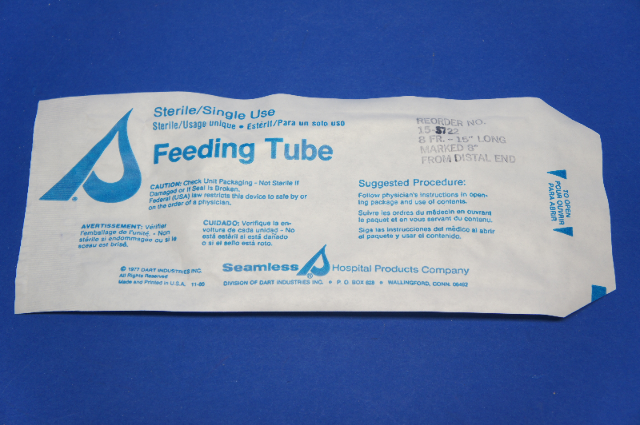 Sterile/Single Use
Sterile/Usage unique • Estéril/Para un solo uso
Feeding Tube
REORDER NO.
15-5722
8 FR. - 15" LONG
MARKED 8"
FROM DISTAL END
CAUTION: Check Unit Packaging - Not Sterile if
Damaged or if Seal is Broken.
Federal (USA) law restricts this device to sale by or
on the order of a physician.
AVERTISSEMENT: Vérifier
l'emballage de l'unité. - Non
stérile si endommagée ou si le
sceau est brisé.
CUIDADO: Verifique la en-
voltura de cada unidad - No
está estéril si está dañado
o si el sello está roto.
Suggested Procedure:
Follow physician's instructions in open-
ing package and use of contents.
Suivre les ordres du médecin en ouvrant
le paquet et en vous servant du contenu.
Siga las instrucciones del médico al abrir
el paquete y usar el contenido.
TO OPEN
POUR OUVRIR
PARA ABRIR
© 1977 DART INDUSTRIES INC.
All Rights Reserved
Made and Printed in U.S.A. 11-80
Seamless Hospital Products Company
DIVISION OF DART INDUSTRIES INC. • P.O. BOX 828 • WALLINGFORD, CONN. 06492